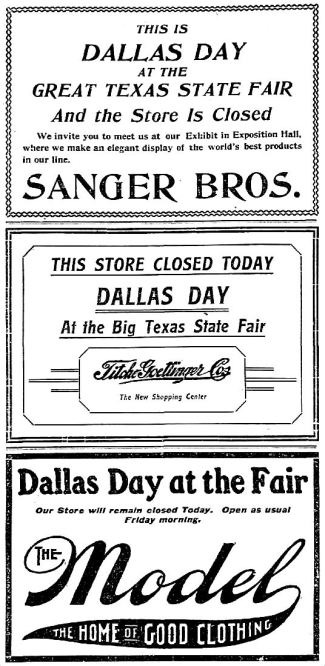 THIS IS
DALLAS DAY
AT THE
GREAT TEXAS STATE FAIR
And the Store Is Closed
We invite you to meet us at our Exhibit in Exposition Hall,
where we make an elegant display of the world's best products
in our line.
SANGER BROS.
THIS STORE CLOSED TODAY
DALLAS DAY
At the Big Texas State Fair
Titche-Goettinger Co's
The New Shopping Center
Dallas Day at the Fair
Our Store will remain closed Today. Open as usual
Friday morning.
THE
Model
THE HOME OF GOOD CLOTHING